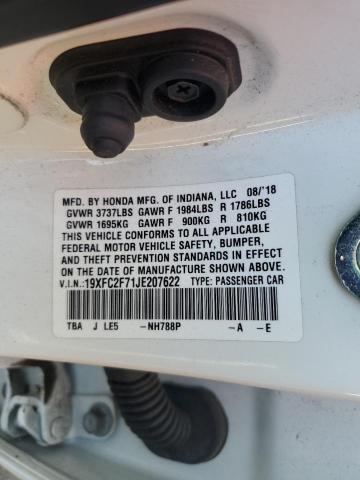 MFD. BY HONDA MFG. OF INDIANA, LLC 08/'18
GVWR 3737LBS GAWR F 1984LBS R 1786LBS
GVWR 1695KG GAWR F 900KG R 810KG
THIS VEHICLE CONFORMS TO ALL APPLICABLE
FEDERAL MOTOR VEHICLE SAFETY, BUMPER,
AND THEFT PREVENTION STANDARDS IN EFFECT
ON THE DATE OF MANUFACTURE SHOWN ABOVE.
V.I.N.: 19XFC2F71JE207622 TYPE: PASSENGER CAR
TBA J LE5 -NH788P -A -E